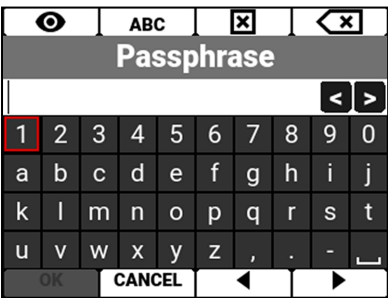 ABC
Passphrase
< >
1 2 3 4 5 6 7 8 9 0
a b c d e f g h i j
k l m n o p q r s t
u v w x y z , . -
OK CANCEL